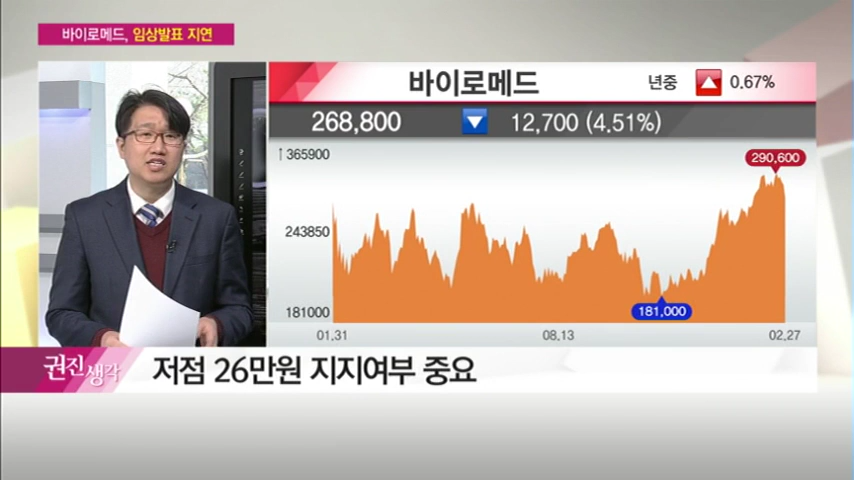 바이로메드, 임상발표 지연
바이로메드 년중 ▲ 0.67%
268,800 ▼ 12,700 (4.51%)
↑365900
290,600
243850
181000
181,000
01.31 08.13 02.27
권진생각
저점 26만원 지지여부 중요